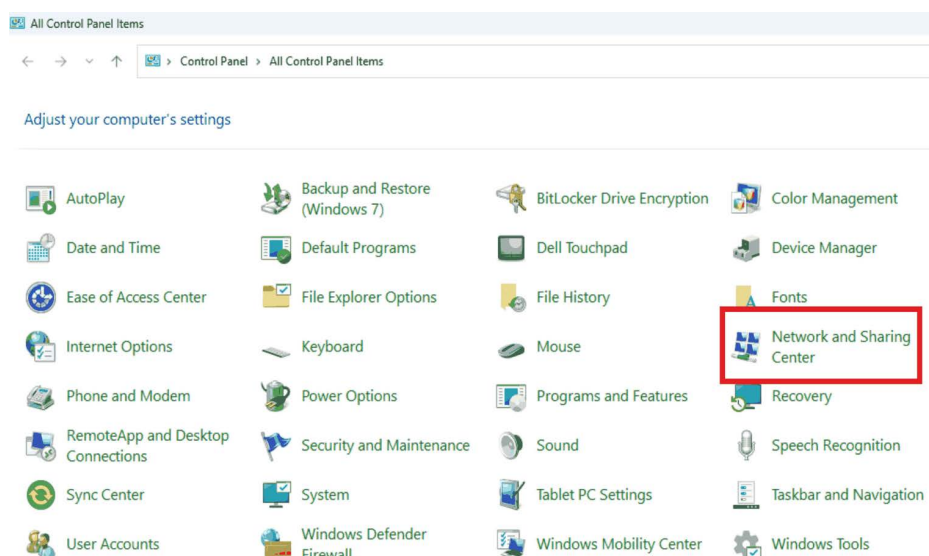 All Control Panel Items
Control Panel > All Control Panel Items
Adjust your computer's settings
AutoPlay
Backup and Restore
(Windows 7)
BitLocker Drive Encryption
Color Management
Date and Time
Default Programs
Dell Touchpad
Device Manager
Ease of Access Center
File Explorer Options
File History
Fonts
Internet Options
Keyboard
Mouse
Network and Sharing
Center
Phone and Modem
Power Options
Programs and Features
Recovery
RemoteApp and Desktop
Connections
Security and Maintenance
Sound
Speech Recognition
Sync Center
System
Tablet PC Settings
Taskbar and Navigation
User Accounts
Windows Defender
Firewall
Windows Mobility Center
Windows Tools